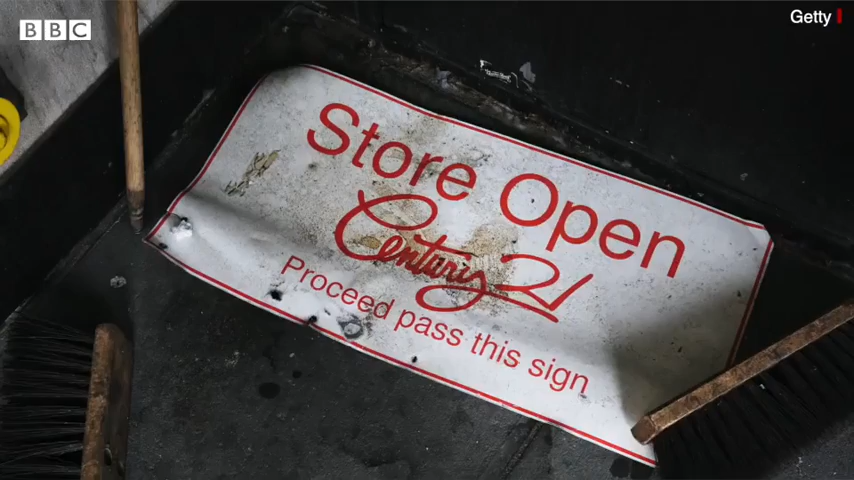 BBC
Getty
Store Open
Century 21
Proceed pass this sign